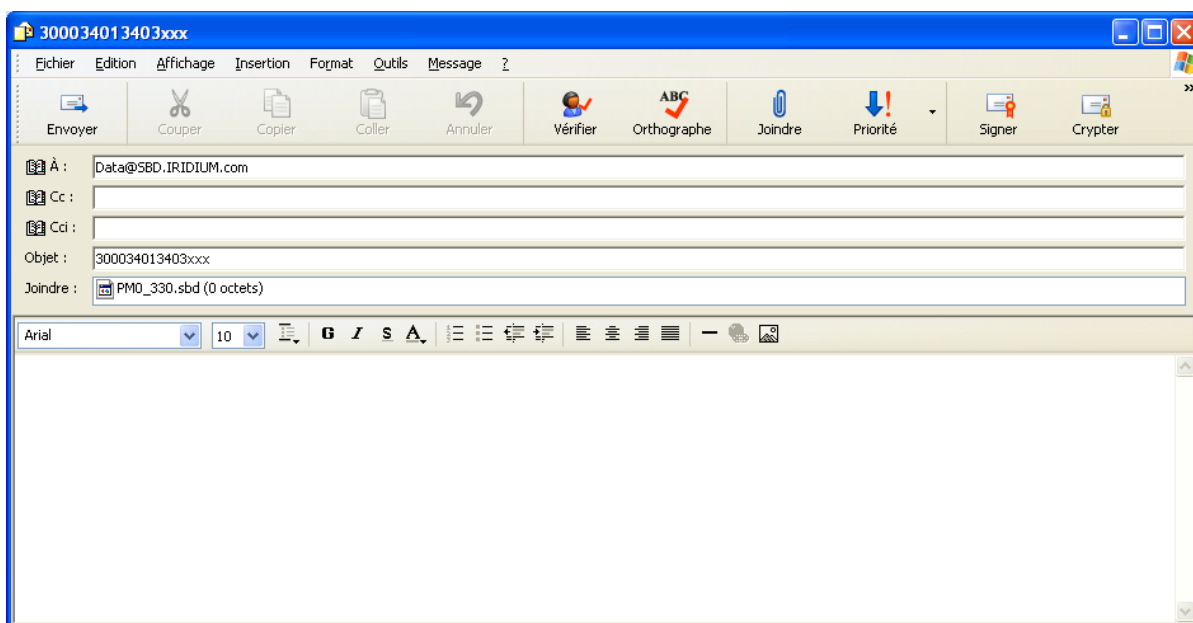 300034013403xxx
Fichier Edition Affichage Insertion Format Outils Message ?
Envoyer Couper Copier Coller Annuler Vérifier ABC Orthographe Joindre Priorité Signer Crypter »
À : Data@SBD.IRIDIUM.com
Cc :
Cci :
Objet : 300034013403xxx
Joindre : PM0_330.sbd (0 octets)
Arial 10 G I S A